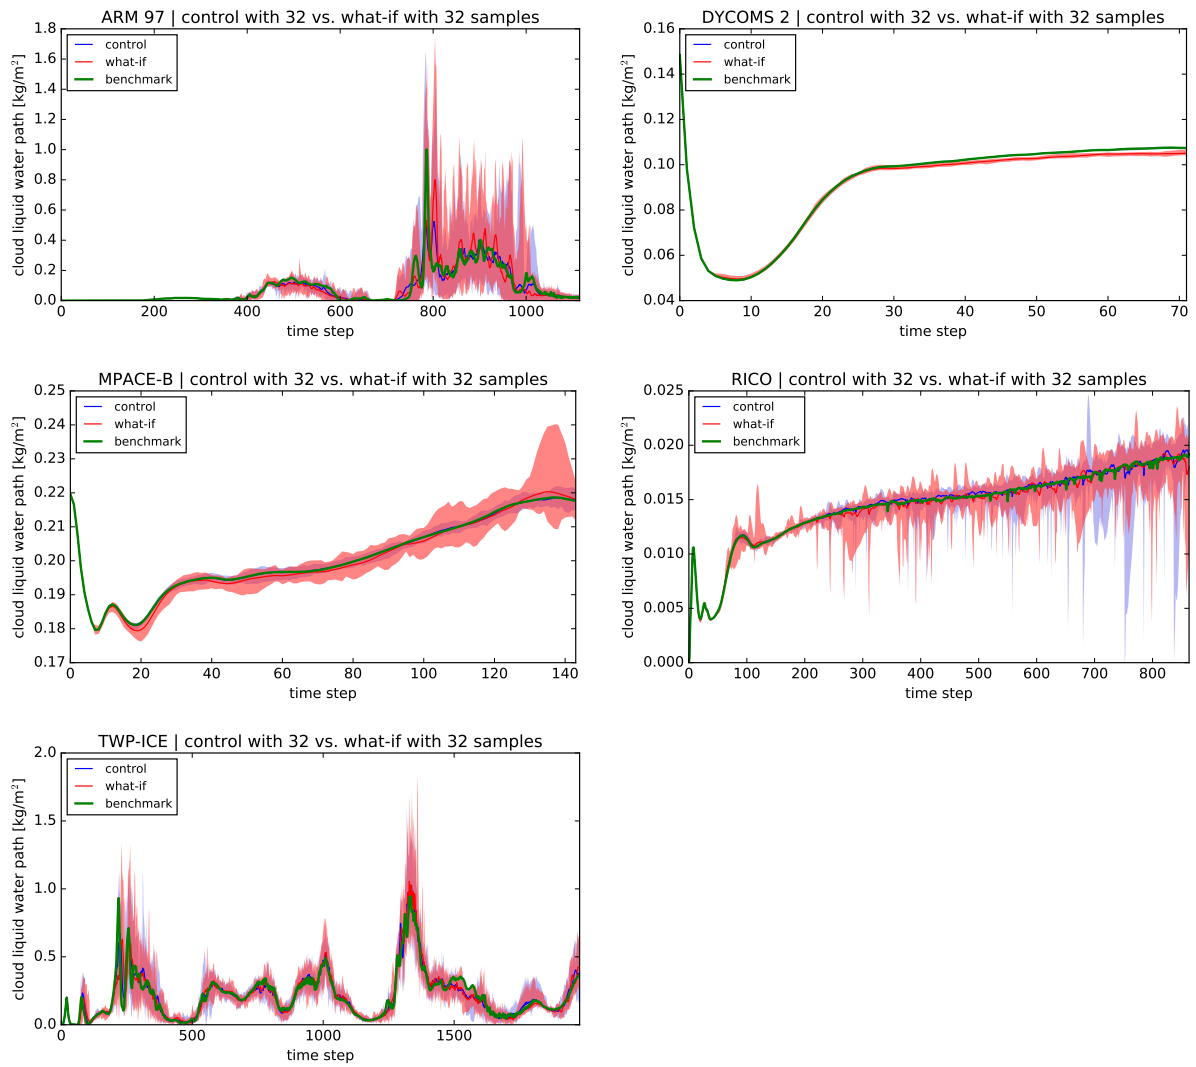 ARM 97 | control with 32 vs. what-if with 32 samples
cloud liquid water path [kg/m²]
1.8
1.6
1.4
1.2
1.0
0.8
0.6
0.4
0.2
0.0
control
what-if
benchmark
0 200 400 600 800 1000
time step
DYCOMS 2 | control with 32 vs. what-if with 32 samples
cloud liquid water path [kg/m²]
0.16
0.14
0.12
0.10
0.08
0.06
0.04
control
what-if
benchmark
0 10 20 30 40 50 60 70
time step
MPACE-B | control with 32 vs. what-if with 32 samples
cloud liquid water path [kg/m²]
0.25
0.24
0.23
0.22
0.21
0.20
0.19
0.18
0.17
control
what-if
benchmark
0 20 40 60 80 100 120 140
time step
RICO | control with 32 vs. what-if with 32 samples
cloud liquid water path [kg/m²]
0.025
0.020
0.015
0.010
0.005
0.000
control
what-if
benchmark
0 100 200 300 400 500 600 700 800
time step
TWP-ICE | control with 32 vs. what-if with 32 samples
cloud liquid water path [kg/m²]
2.0
1.5
1.0
0.5
0.0
control
what-if
benchmark
0 500 1000 1500
time step